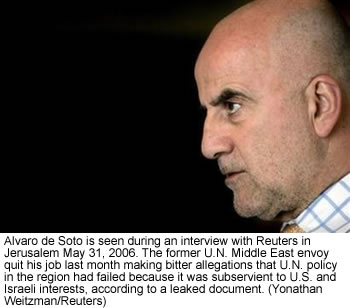 Alvaro de Soto is seen during an interview with Reuters in
Jerusalem May 31, 2006. The former U.N. Middle East envoy
quit his job last month making bitter allegations that U.N. policy
in the region had failed because it was subservient to U.S. and
Israeli interests, according to a leaked document. (Yonathan
Weitzman/Reuters)